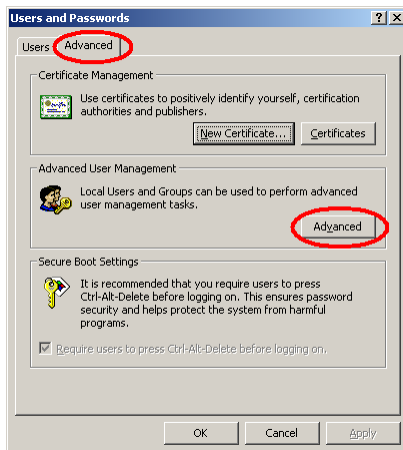 Users and Passwords
Users
Advanced
Certificate Management
Use certificates to positively identify yourself, certification
authorities and publishers.
New Certificate...
Certificates
Advanced User Management
Local Users and Groups can be used to perform advanced
user management tasks.
Advanced
Secure Boot Settings
It is recommended that you require users to press
Ctrl-Alt-Delete before logging on. This ensures password
security and helps protect the system from harmful
programs.
Require users to press Ctrl-Alt-Delete before logging on.
OK
Cancel
Apply